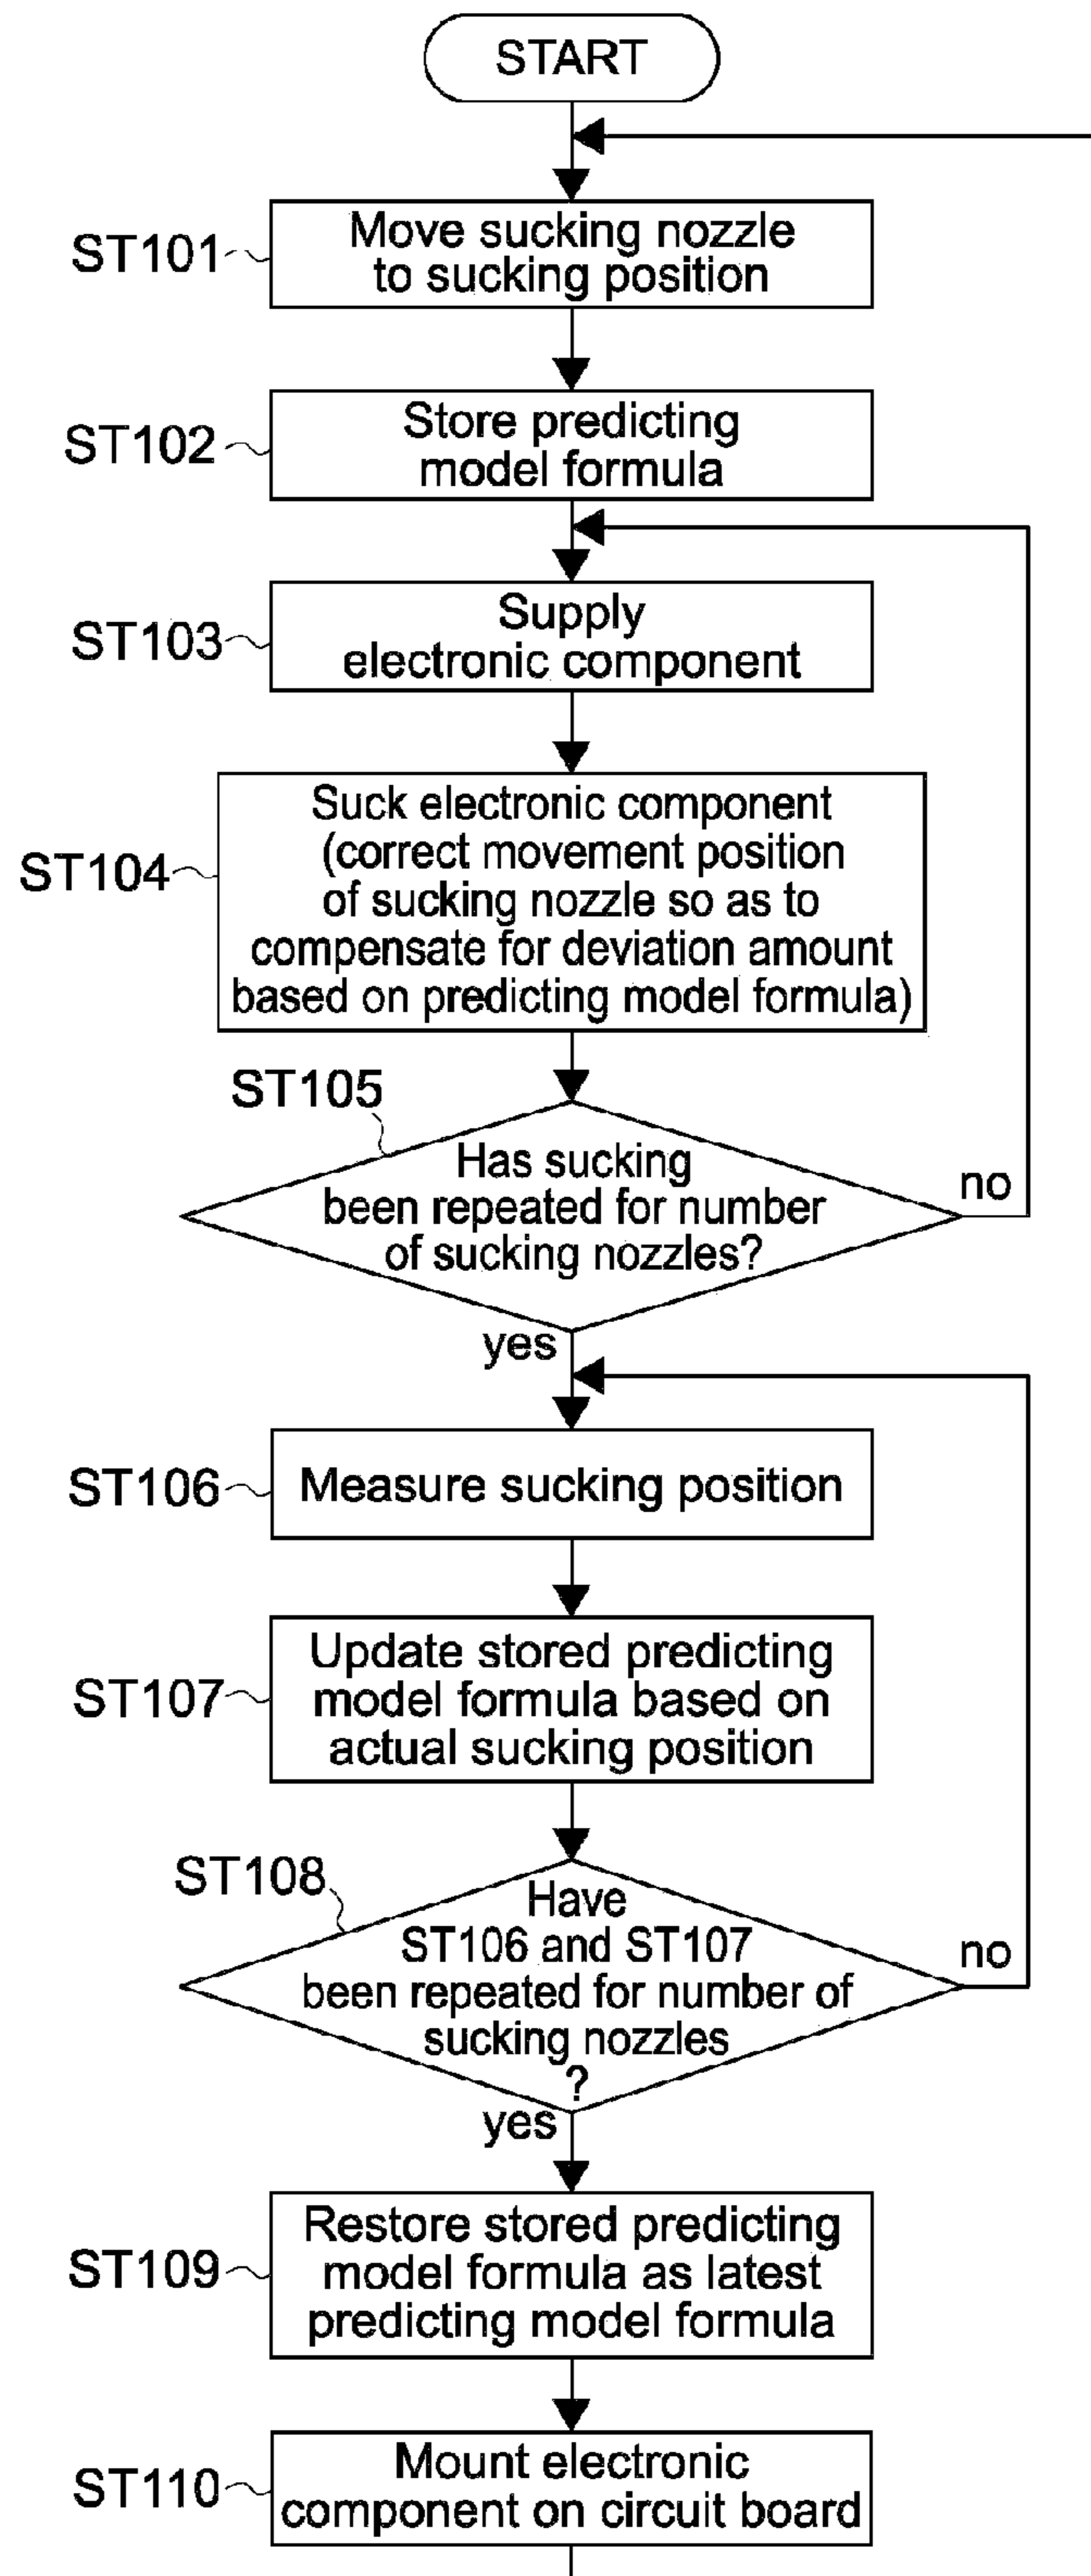 START
ST101
Move sucking nozzle
to sucking position
ST102
Store predicting
model formula
ST103
Supply
electronic component
ST104
Suck electronic component
(correct movement position
of sucking nozzle so as to
compensate for deviation amount
based on predicting model formula)
ST105
Has sucking
been repeated for number
of sucking nozzles?
no
yes
ST106
Measure sucking position
ST107
Update stored predicting
model formula based on
actual sucking position
ST108
Have
ST106 and ST107
been repeated for number of
sucking nozzles
?
no
yes
ST109
Restore stored predicting
model formula as latest
predicting model formula
ST110
Mount electronic
component on circuit board